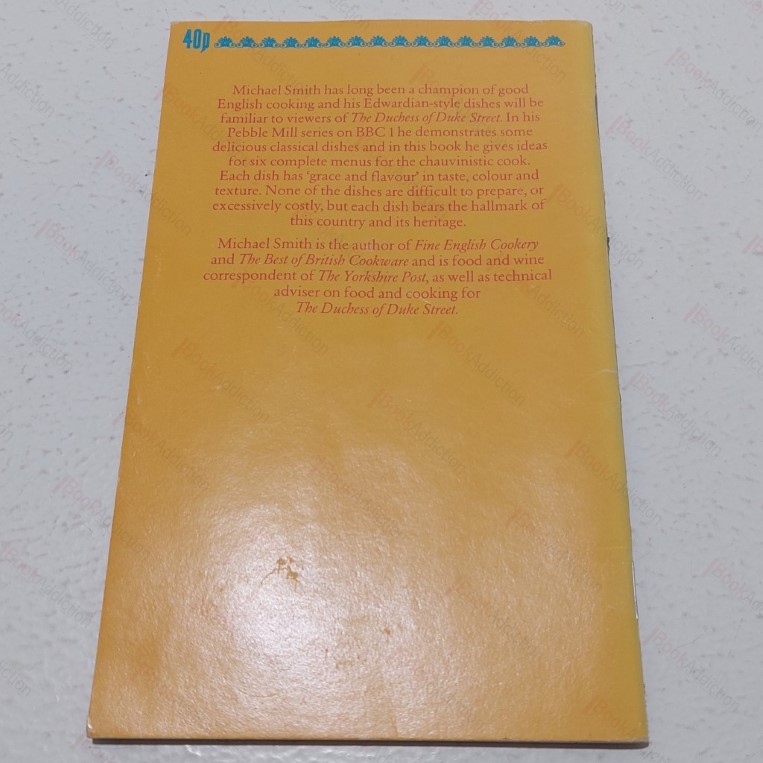 40p
Michael Smith has long been a champion of good
English cooking and his Edwardian-style dishes will be
familiar to viewers of The Duchess of Duke Street. In his
Pebble Mill series on BBC 1 he demonstrates some
delicious classical dishes and in this book he gives ideas
for six complete menus for the chauvinistic cook.
Each dish has 'grace and flavour' in taste, colour and
texture. None of the dishes are difficult to prepare, or
excessively costly, but each dish bears the hallmark of
this country and its heritage.
Michael Smith is the author of Fine English Cookery
and The Best of British Cookware and is food and wine
correspondent of The Yorkshire Post, as well as technical
adviser on food and cooking for
The Duchess of Duke Street.
BookAddiction